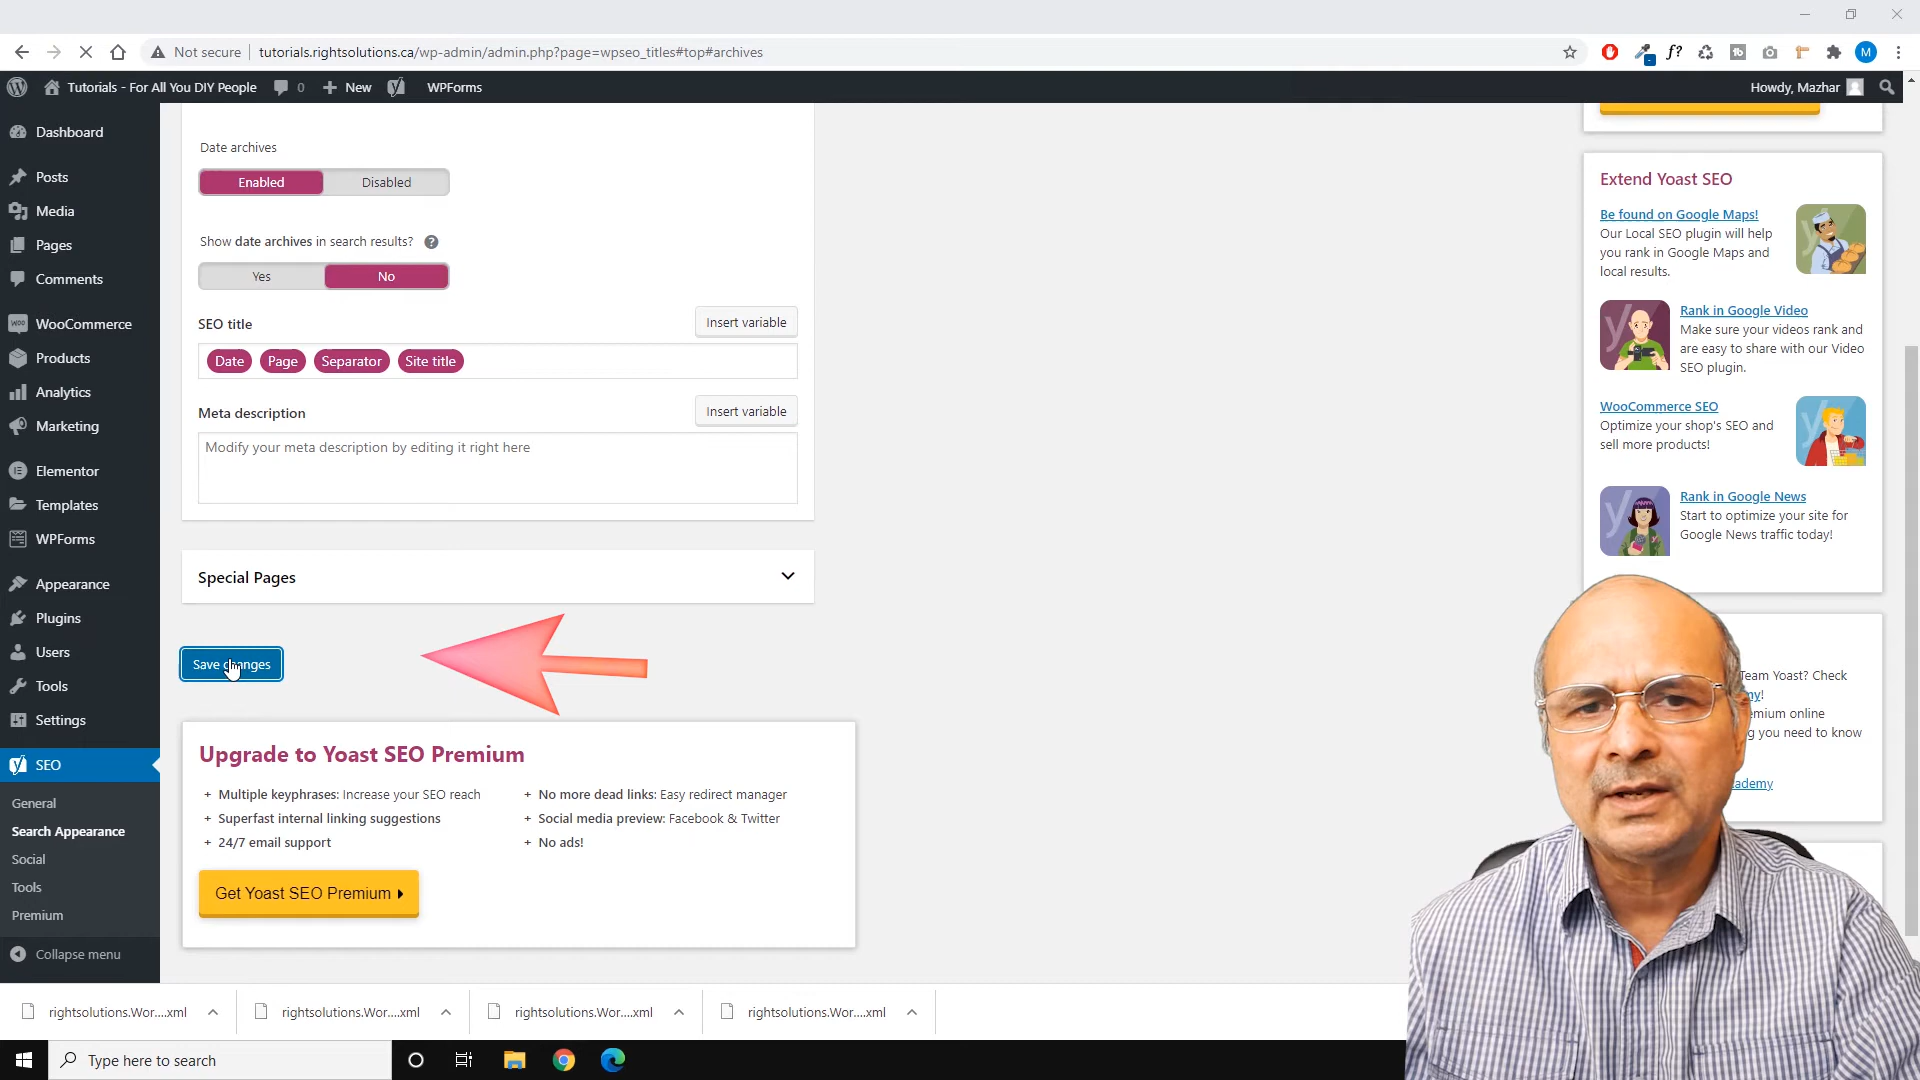 Not secure
tutorials.rightsolutions.ca/wp-admin/admin.php?page=wpseo_titles#top#archives
f?
M
Tutorials - For All You DIY People
0
New
WPForms
Howdy, Mazhar
Dashboard
Posts
Media
Pages
Comments
WooCommerce
Products
Analytics
Marketing
Elementor
Templates
WPForms
Appearance
Plugins
Users
Tools
Settings
SEO
General
Search Appearance
Social
Tools
Premium
Collapse menu
Date archives
Enabled Disabled
Show date archives in search results? ?
Yes No
SEO title
Insert variable
Date Page Separator Site title
Meta description
Insert variable
Modify your meta description by editing it right here
Special Pages
Save changes
Upgrade to Yoast SEO Premium
+ Multiple keyphrases: Increase your SEO reach
+ Superfast internal linking suggestions
+ 24/7 email support
+ No more dead links: Easy redirect manager
+ Social media preview: Facebook & Twitter
+ No ads!
Get Yoast SEO Premium
Extend Yoast SEO
Be found on Google Maps!
Our Local SEO plugin will help
you rank in Google Maps and
local results.
Rank in Google Video
Make sure your videos rank and
are easy to share with our Video
SEO plugin.
WooCommerce SEO
Optimize your shop's SEO and
sell more products!
Rank in Google News
Start to optimize your site for
Google News traffic today!
Team Yoast? Check
my!
emium online
g you need to know
ademy
rightsolutions.Wor....xml
rightsolutions.Wor....xml
rightsolutions.Wor....xml
rightsolutions.Wor....xml
Type here to search